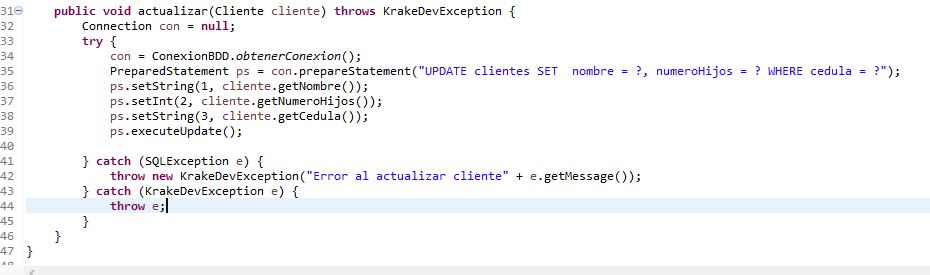 31 public void actualizar(Cliente cliente) throws KrakeDevException {
32 Connection con = null;
33 try {
34 con = ConexionBDD.obtenerConexion();
35 PreparedStatement ps = con.prepareStatement("UPDATE clientes SET  nombre = ?, numeroHijos = ? WHERE cedula = ?");
36 ps.setString(1, cliente.getNombre());
37 ps.setInt(2, cliente.getNumeroHijos());
38 ps.setString(3, cliente.getCedula());
39 ps.executeUpdate();
40
41 } catch (SQLException e) {
42 throw new KrakeDevException("Error al actualizar cliente" + e.getMessage());
43 } catch (KrakeDevException e) {
44 throw e;
45 }
46 }
47 }